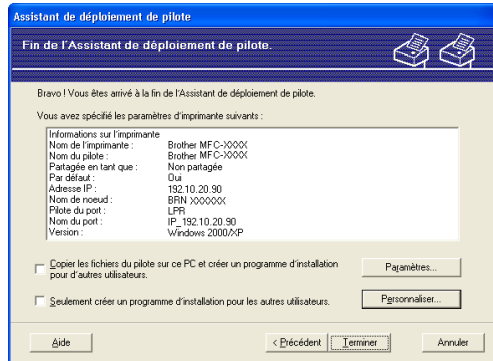 Assistant de déploiement de pilote
Fin de l'Assistant de déploiement de pilote.
Bravo ! Vous êtes arrivé à la fin de l'Assistant de déploiement de pilote.
Vous avez spécifié les paramètres d'imprimante suivants :
Informations sur l'imprimante
Nom de l'imprimante : Brother MFC-XXXX
Nom du pilote : Brother MFC-XXXX
Partagée en tant que : Non partagée
Par défaut : Oui
Adresse IP : 192.10.20.90
Nom de noeud : BRN XXXXXX
Pilote du port : LPR
Nom du port : IP_192.10.20.90
Version : Windows 2000/XP
Copier les fichiers du pilote sur ce PC et créer un programme d'installation
pour d'autres utilisateurs.
Paramètres...
Seulement créer un programme d'installation pour les autres utilisateurs.
Personnaliser...
Aide
< Précédent
Terminer
Annuler